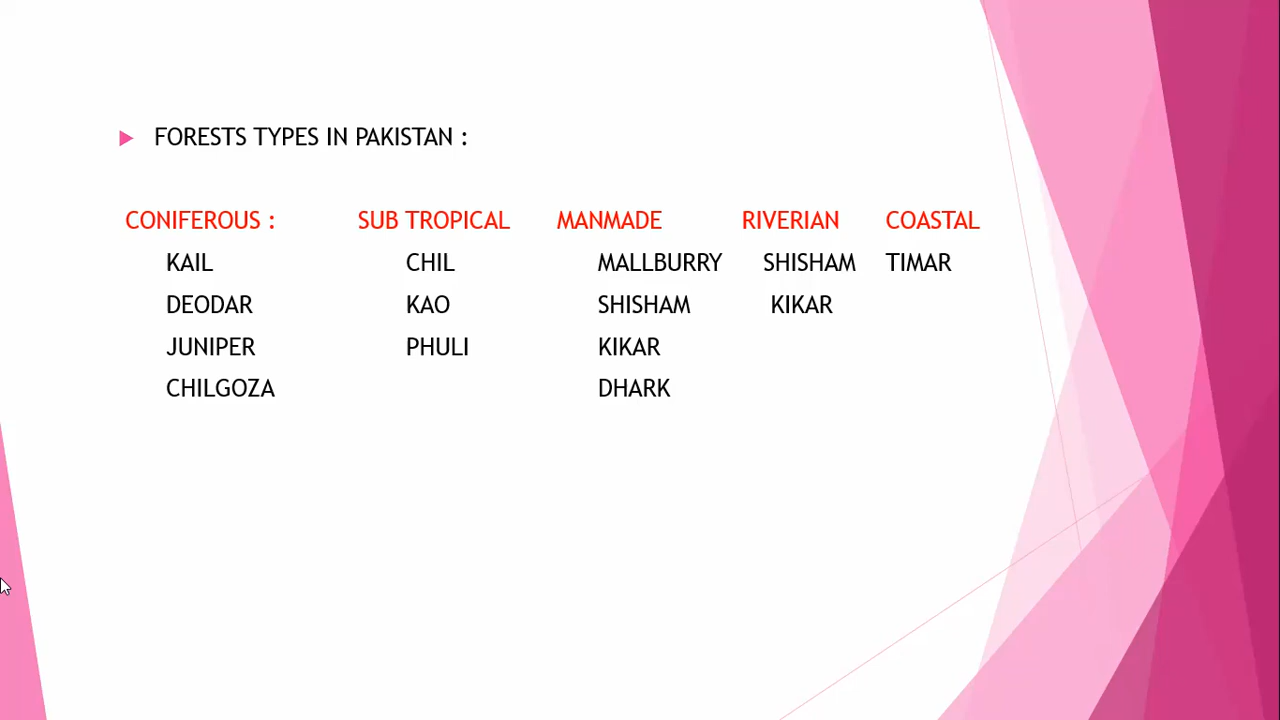 FORESTS TYPES IN PAKISTAN :
CONIFEROUS : SUB TROPICAL MANMADE RIVERIAN COASTAL
KAIL CHIL MALLBURRY SHISHAM TIMAR
DEODAR KAO SHISHAM KIKAR
JUNIPER PHULI KIKAR
CHILGOZA DHARK